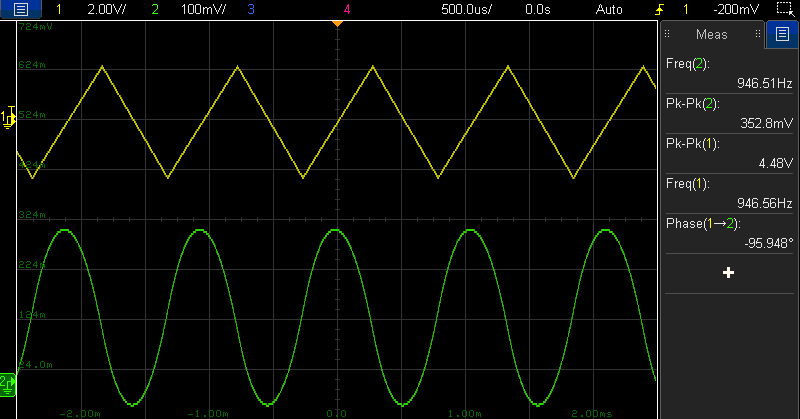 1 2.00V/ 2 100mV/ 3 4 500.0us/ 0.0s Auto 1 -200mV
724mV
Meas
624m
Freq(2):
946.51Hz
Pk-Pk(2):
352.8mV
1
524m
Pk-Pk(1):
4.48V
424m
Freq(1):
946.56Hz
324m
Phase(1→2):
-95.948°
224m
124m
24.0m
2
-2.00m -1.00m 0.0 1.00m 2.00ms